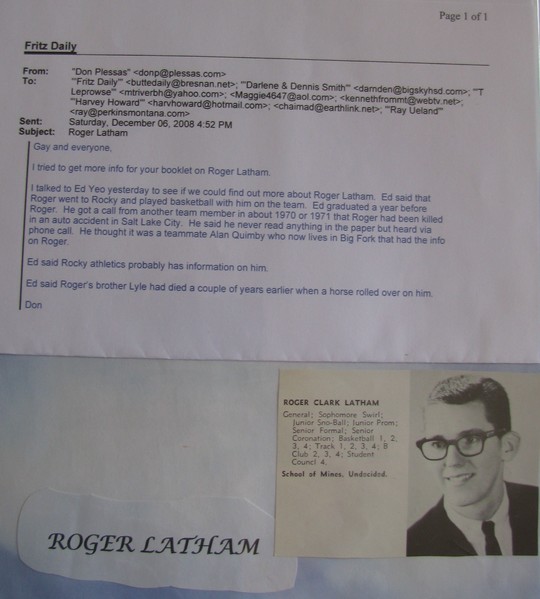 Page 1 of 1
Fritz Daily
From: "Don Plessas" <donp@plessas.com>
To: "'Fritz Daily'" <buttedaily@bresnan.net>; "'Darlene & Dennis Smith'" <damden@bigskyhsd.com>; "'T
Leprowse'" <mtriverbh@yahoo.com>; <Maggie4647@aol.com>; <kennethfrommt@webtv.net>;
"'Harvey Howard'" <harvhoward@hotmail.com>; <chaimad@earthlink.net>; "'Ray Ueland'"
<ray@perkinsmontana.com>
Sent: Saturday, December 06, 2008 4:52 PM
Subject: Roger Latham
Gay and everyone,
I tried to get more info for your booklet on Roger Latham.
I talked to Ed Yeo yesterday to see if we could find out more about Roger Latham. Ed said that
Roger went to Rocky and played basketball with him on the team. Ed graduated a year before
Roger. He got a call from another team member in about 1970 or 1971 that Roger had been killed
in an auto accident in Salt Lake City. He said he never read anything in the paper but heard via
phone call. He thought it was a teammate Alan Quimby who now lives in Big Fork that had the info
on Roger.
Ed said Rocky athletics probably has information on him.
Ed said Roger's brother Lyle had died a couple of years earlier when a horse rolled over on him.
Don
ROGER CLARK LATHAM
General; Sophomore Swirl;
Junior Sno-Ball; Junior Prom;
Senior Formal; Senior
Coronation; Basketball 1, 2,
3, 4; Track 1, 2, 3, 4; B
Club 2, 3, 4; Student
Council 4.
School of Mines. Undecided.
ROGER LATHAM